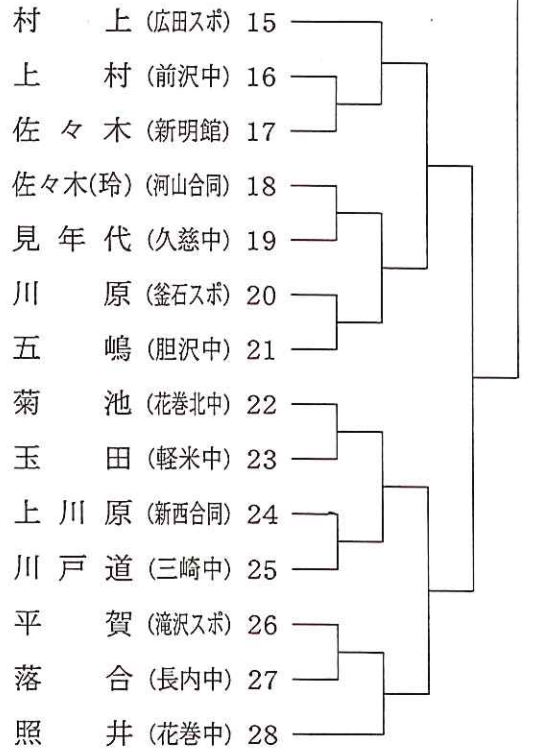 村上 (広田スポ) 15
上村 (前沢中) 16
佐々木 (新明館) 17
佐々木(玲) (河山合同) 18
見年代 (久慈中) 19
川原 (釜石スポ) 20
五嶋 (胆沢中) 21
菊池 (花巻北中) 22
玉田 (軽米中) 23
上川原 (新西合同) 24
川戸道 (三崎中) 25
平賀 (滝沢スポ) 26
落合 (長内中) 27
照井 (花巻中) 28